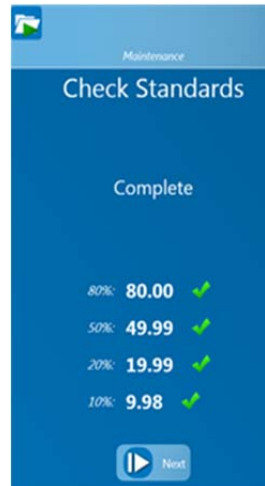 Maintenance
Check Standards
Complete
80%: 80.00
50%: 49.99
20%: 19.99
10%: 9.98
Next